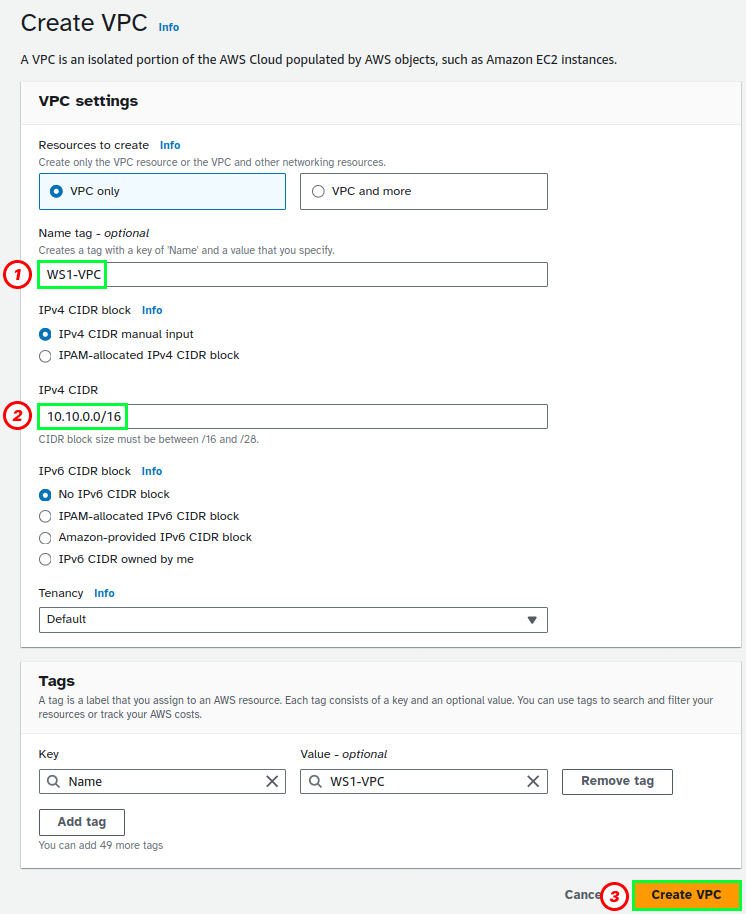 Create VPC Info
A VPC is an isolated portion of the AWS Cloud populated by AWS objects, such as Amazon EC2 instances.
VPC settings
Resources to create Info
Create only the VPC resource or the VPC and other networking resources.
VPC only
VPC and more
Name tag - optional
Creates a tag with a key of 'Name' and a value that you specify.
1
WS1-VPC
IPv4 CIDR block Info
IPv4 CIDR manual input
IPAM-allocated IPv4 CIDR block
IPv4 CIDR
2
10.10.0.0/16
CIDR block size must be between /16 and /28.
IPv6 CIDR block Info
No IPv6 CIDR block
IPAM-allocated IPv6 CIDR block
Amazon-provided IPv6 CIDR block
IPv6 CIDR owned by me
Tenancy Info
Default
Tags
A tag is a label that you assign to an AWS resource. Each tag consists of a key and an optional value. You can use tags to search and filter your
resources or track your AWS costs.
Key
Value - optional
Name
WS1-VPC
Remove tag
Add tag
You can add 49 more tags
Cance
3
Create VPC